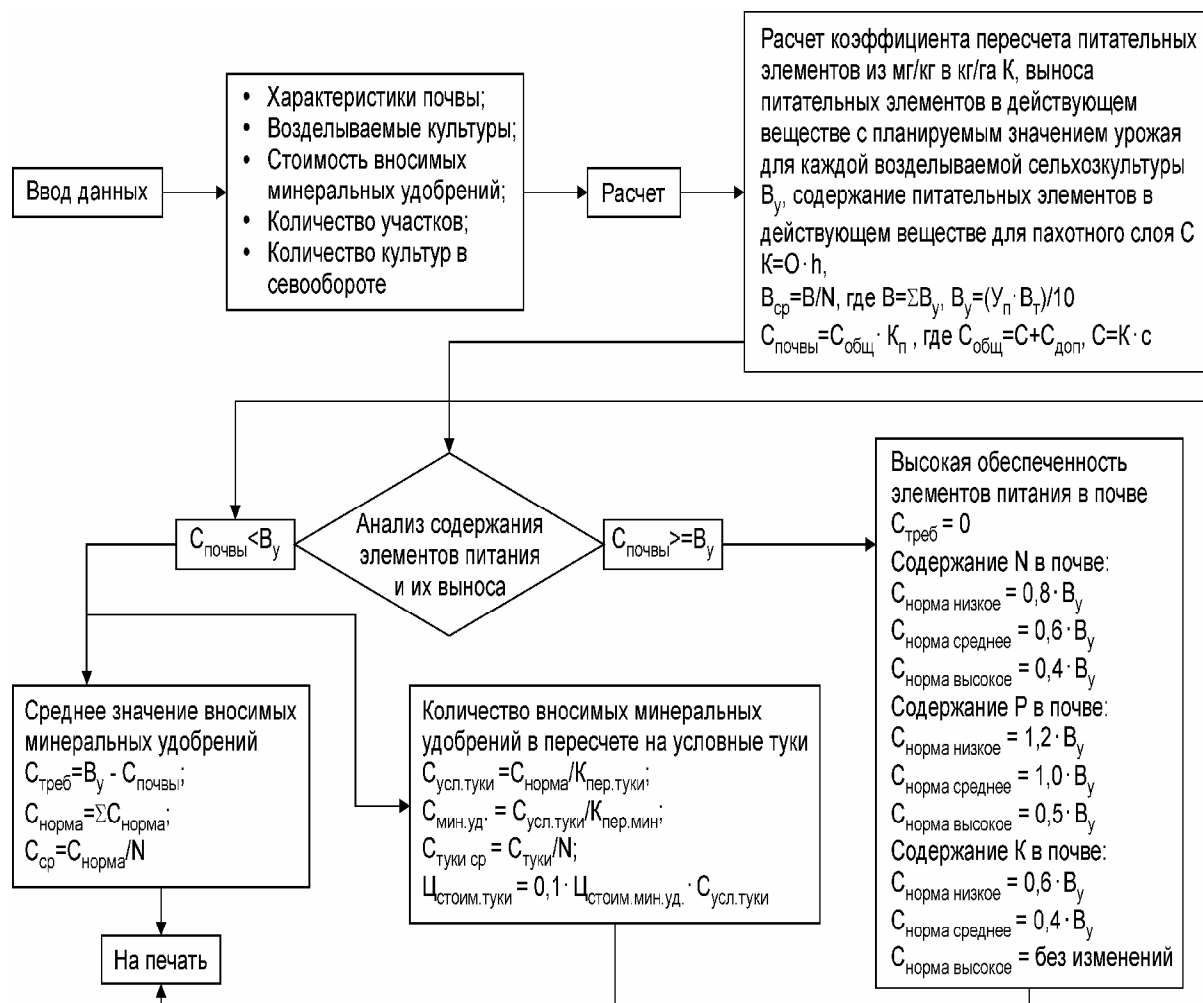 Ввод данных
• Характеристики почвы;
• Возделываемые культуры;
• Стоимость вносимых
минеральных удобрений;
• Количество участков;
• Количество культур в
севообороте
Расчет
Расчет коэффициента пересчета питательных
элементов из мг/кг в кг/га К, выноса
питательных элементов в действующем
веществе с планируемым значением урожая
для каждой возделываемой сельхозкультуры
Ву, содержание питательных элементов в
действующем веществе для пахотного слоя С
К=О·h,
Вср=В/N, где В=ΣВу, Ву=(Уп·Вт)/10
Спочвы=Собщ·Кп , где Собщ=С+Сдоп, С=К·с
Анализ содержания
элементов питания
и их выноса
Спочвы<Ву
Спочвы>=Ву
Высокая обеспеченность
элементов питания в почве
Стреб = 0
Содержание N в почве:
Снорма низкое = 0,8·Ву
Снорма среднее = 0,6·Ву
Снорма высокое = 0,4·Ву
Содержание Р в почве:
Снорма низкое = 1,2·Ву
Снорма среднее = 1,0·Ву
Снорма высокое = 0,5·Ву
Содержание К в почве:
Снорма низкое = 0,6·Ву
Снорма среднее = 0,4·Ву
Снорма высокое = без изменений
Среднее значение вносимых
минеральных удобрений
Стреб=Ву - Спочвы;
Снорма=ΣСнорма;
Сср=Снорма/N
Количество вносимых минеральных
удобрений в пересчете на условные туки
Сусл.туки =Снорма/Кпер.туки;
Смин.уд. = Сусл.туки/Кпер.мин;
Стуки ср = Стуки/N;
Цстоим.туки = 0,1·Цстоим.мин.уд.·Сусл.туки
На печать